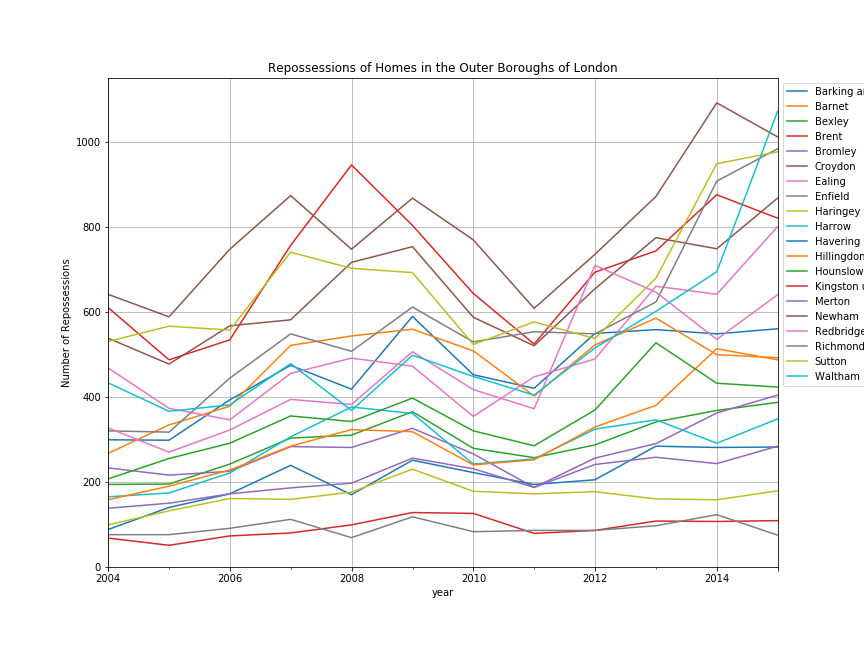 Repossessions of Homes in the Outer Boroughs of London
Number of Repossessions
1000
800
600
400
200
0
2004
2006
2008
2010
2012
2014
year
Barking
Barnet
Bexley
Brent
Bromley
Croydon
Ealing
Enfield
Haringey
Harrow
Havering
Hillingdon
Hounslow
Kingston
Merton
Newham
Redbridge
Richmond
Sutton
Waltham